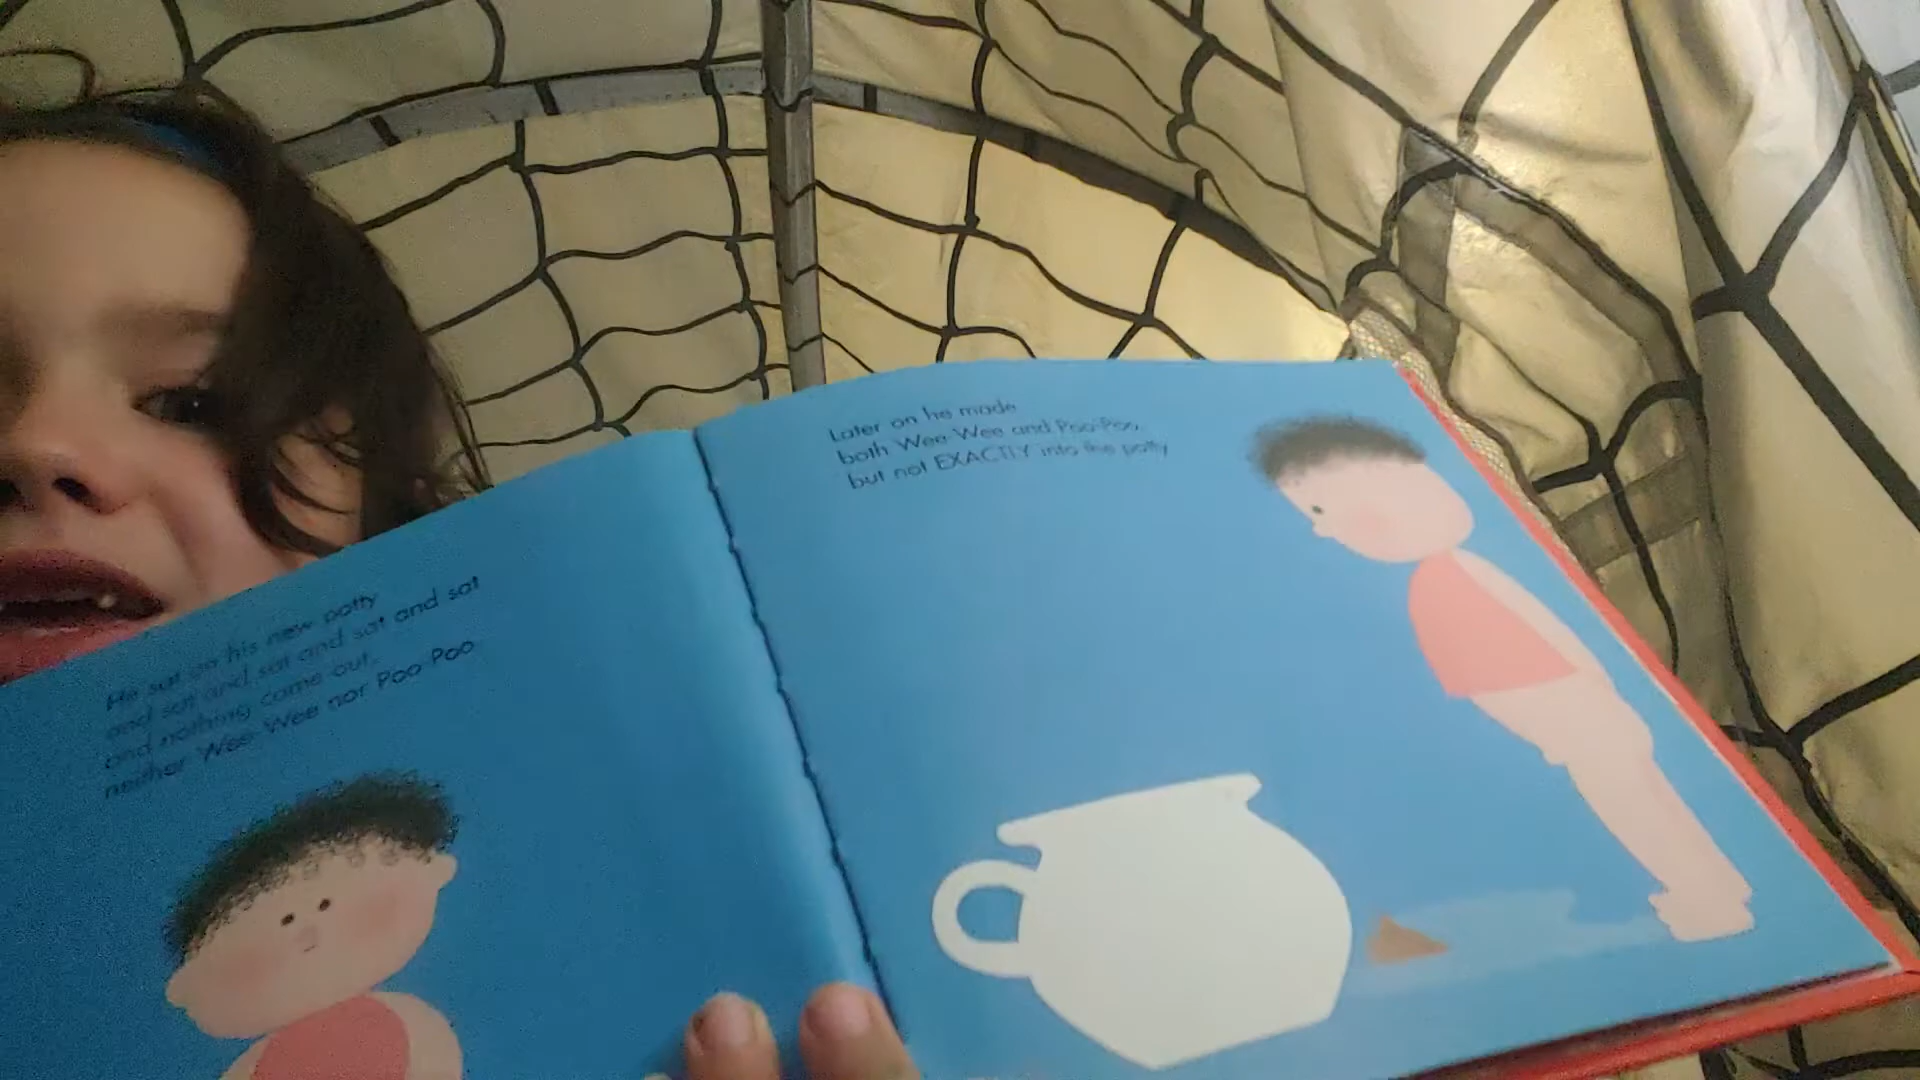 He sat on his new potty
and sat and sat and sat and sat
and nothing came out.
neither Wee-Wee nor Poo-Poo
Later on he made
both Wee-Wee and Poo-Poo,
but not EXACTLY into the potty